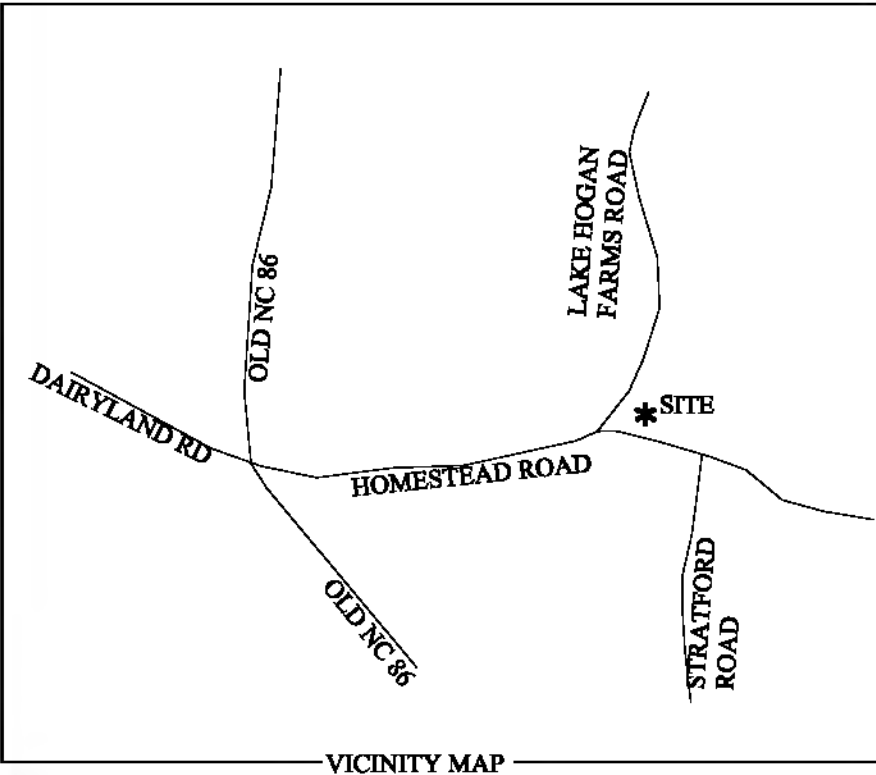 LAKE HOGAN
FARMS ROAD
OLD NC 86
DAIRYLAND RD
* SITE
HOMESTEAD ROAD
OLD NC 86
STRATFORD
ROAD
VICINITY MAP